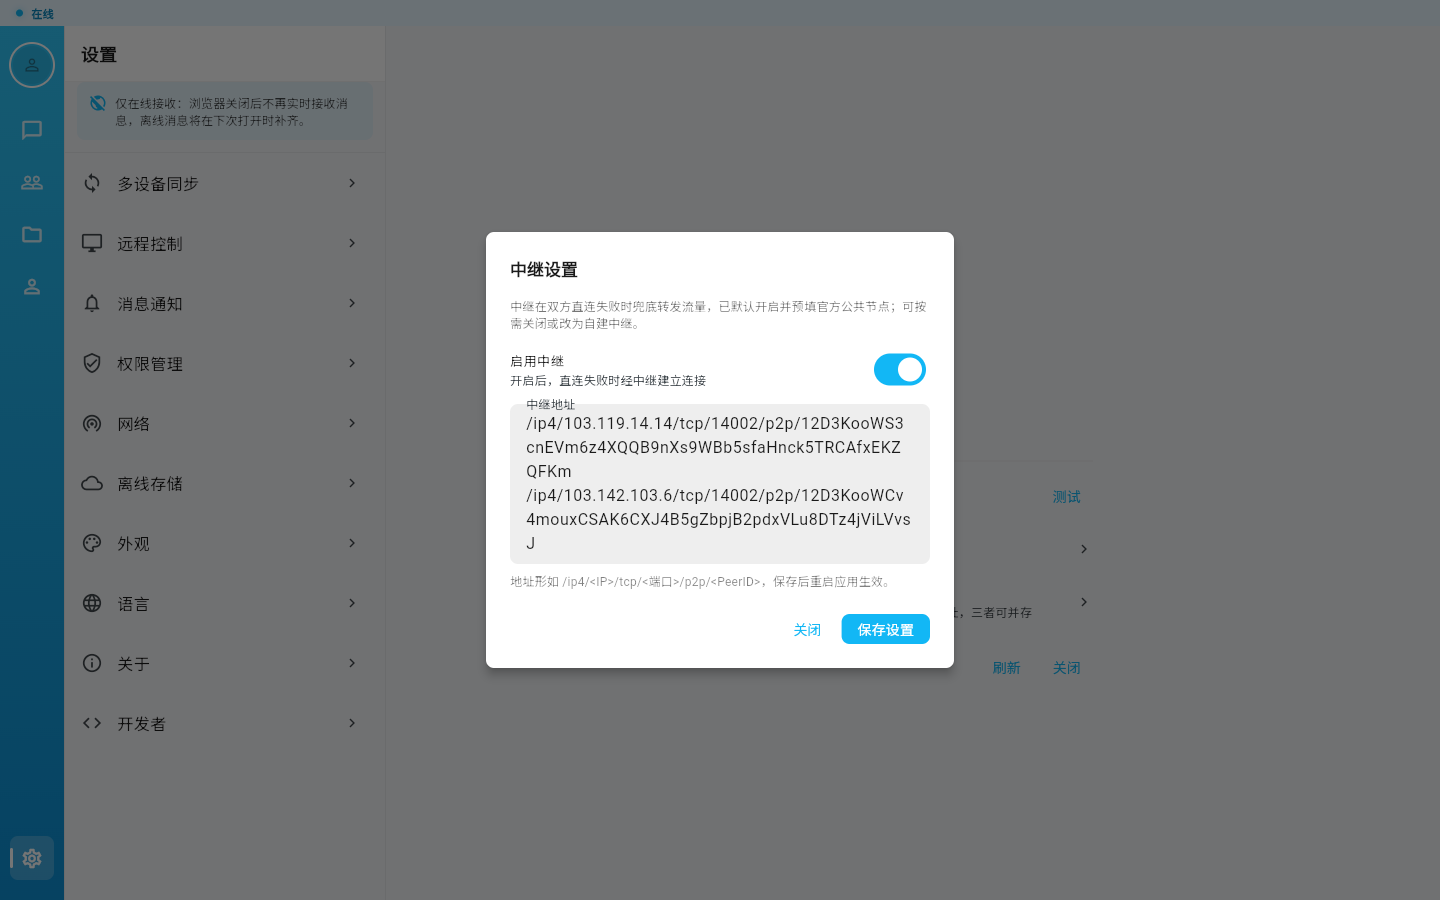 在线
设置
仅在线接收：浏览器关闭后不再实时接收消
息，离线消息将在下次打开时补齐。
多设备同步
远程控制
消息通知
权限管理
网络
离线存储
外观
语言
关于
开发者
中继设置
中继在双方直连失败时兜底转发流量，已默认开启并预填官方公共节点；可按
需关闭或改为自建中继。
启用中继
开启后，直连失败时经中继建立连接
中继地址
/ip4/103.119.14.14/tcp/14002/p2p/12D3KooWS3
cnEVm6z4XQQB9nXs9WBb5sfaHnck5TRCAfxEKZ
QFKm
/ip4/103.142.103.6/tcp/14002/p2p/12D3KooWCv
4mouxCSAK6CXJ4B5gZbpjB2pdxVLu8DTz4jViLVvs
J
地址形如 /ip4/<IP>/tcp/<端口>/p2p/<PeerID>，保存后重启应用生效。
关闭
保存设置
测试
，三者可并存
刷新
关闭